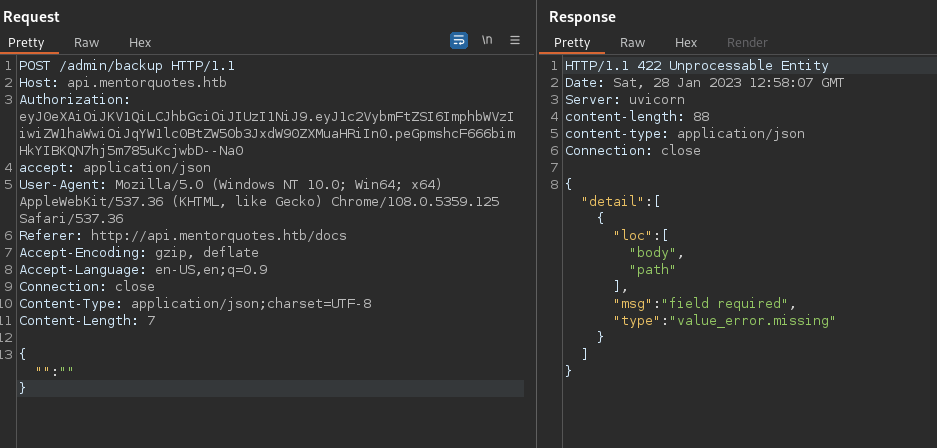 Request
Pretty Raw Hex \n
1 POST /admin/backup HTTP/1.1
2 Host: api.mentorquotes.htb
3 Authorization:
eyJ0eXAiOiJKV1QiLCJhbGciOiJIUzI1NiJ9.eyJ1c2VybmFtZSI6ImphbWVzI
iwiZW1haWwiOiJqYW1lc0BtZW50b3JxdW90ZXMuaHRiIn0.peGpmshcF666bim
HkYIBKQN7hj5m785uKcjwbD--Na0
4 accept: application/json
5 User-Agent: Mozilla/5.0 (Windows NT 10.0; Win64; x64)
AppleWebKit/537.36 (KHTML, like Gecko) Chrome/108.0.5359.125
Safari/537.36
6 Referer: http://api.mentorquotes.htb/docs
7 Accept-Encoding: gzip, deflate
8 Accept-Language: en-US,en;q=0.9
9 Connection: close
10 Content-Type: application/json;charset=UTF-8
11 Content-Length: 7
12
13 {
"":""
}
Response
Pretty Raw Hex Render
1 HTTP/1.1 422 Unprocessable Entity
2 Date: Sat, 28 Jan 2023 12:58:07 GMT
3 Server: uvicorn
4 content-length: 88
5 content-type: application/json
6 Connection: close
7
8 {
"detail":[
{
"loc":[
"body",
"path"
],
"msg":"field required",
"type":"value_error.missing"
}
]
}